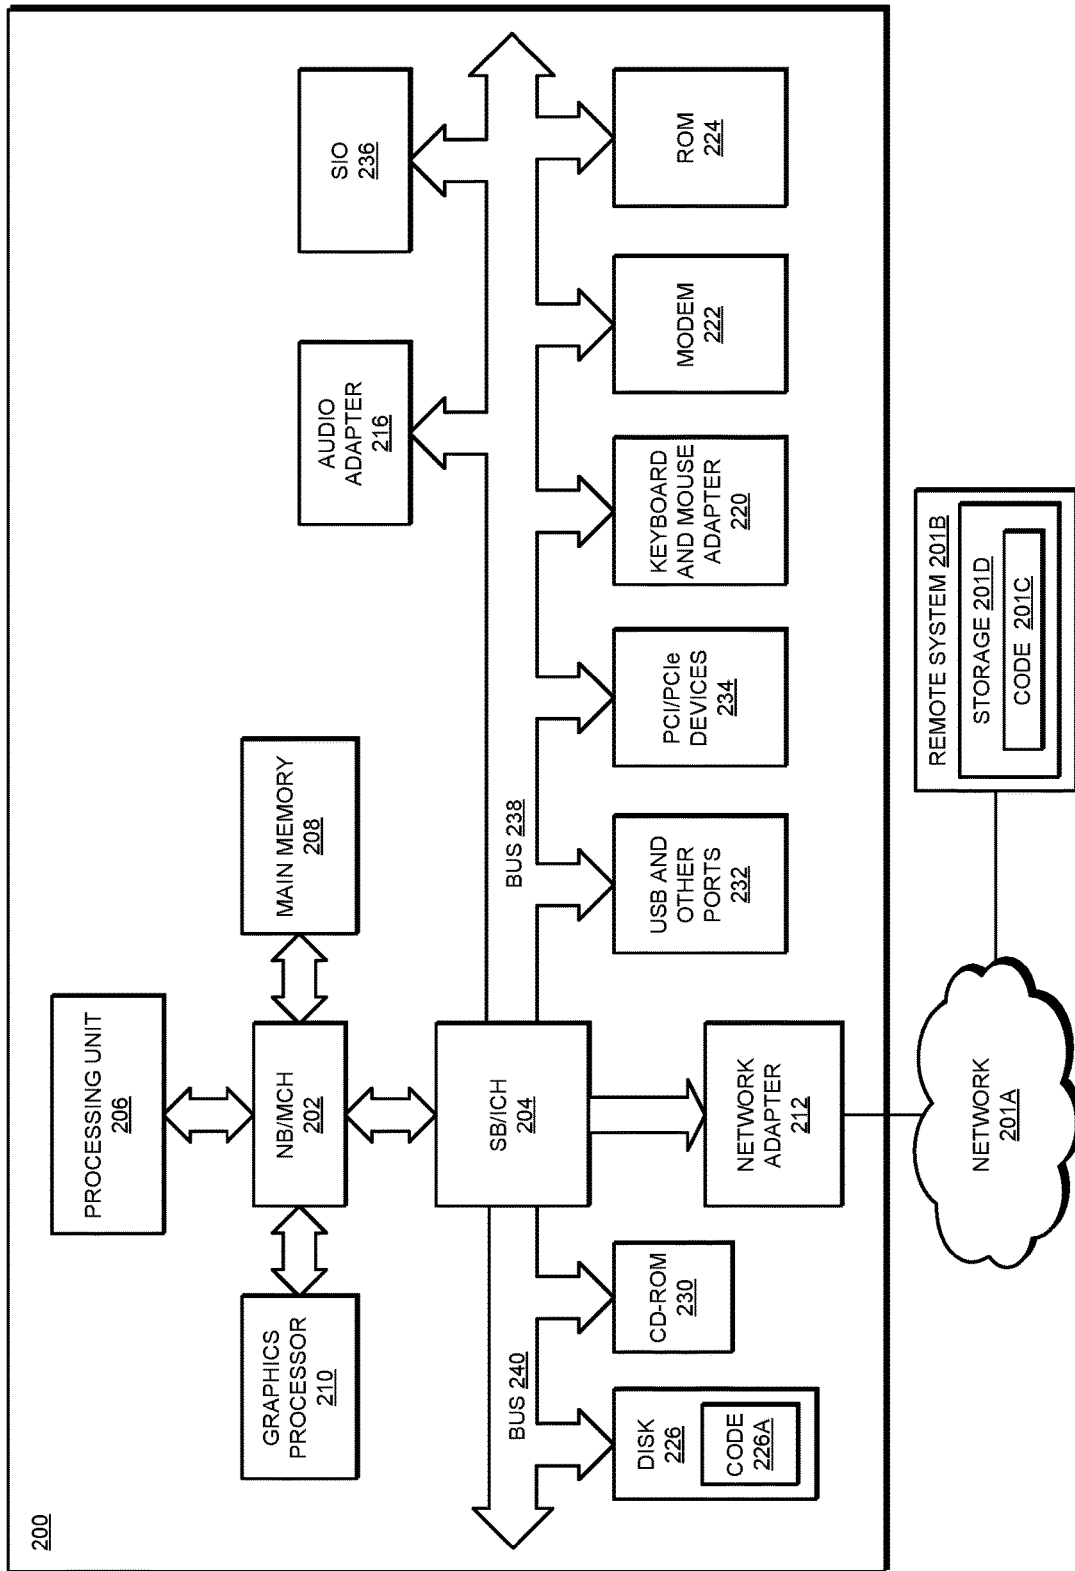 200
PROCESSING UNIT
206
GRAPHICS
PROCESSOR
210
NB/MCH
202
MAIN MEMORY
208
AUDIO
ADAPTER
216
SIO
236
SB/ICH
204
BUS 240
BUS 238
DISK
226
CODE
226A
CD-ROM
230
NETWORK
ADAPTER
212
USB AND
OTHER
PORTS
232
PCI/PCIe
DEVICES
234
KEYBOARD
AND MOUSE
ADAPTER
220
MODEM
222
ROM
224
NETWORK
201A
REMOTE SYSTEM 201B
STORAGE 201D
CODE 201C